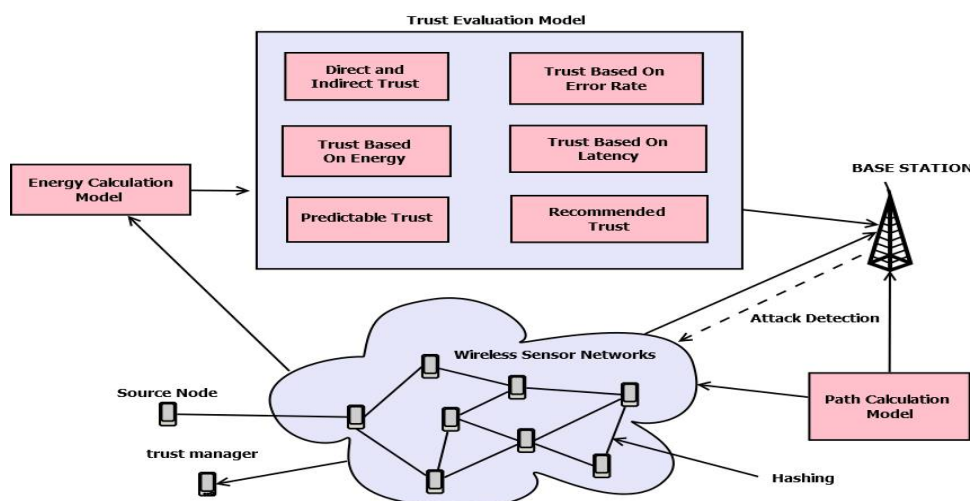 Trust Evaluation Model
Direct and
Indirect Trust
Trust Based On
Error Rate
Trust Based
On Energy
Trust Based On
Latency
Predictable Trust
Recommended
Trust
Energy Calculation
Model
BASE STATION
Attack Detection
Wireless Sensor Networks
Source Node
Path Calculation
Model
trust manager
Hashing